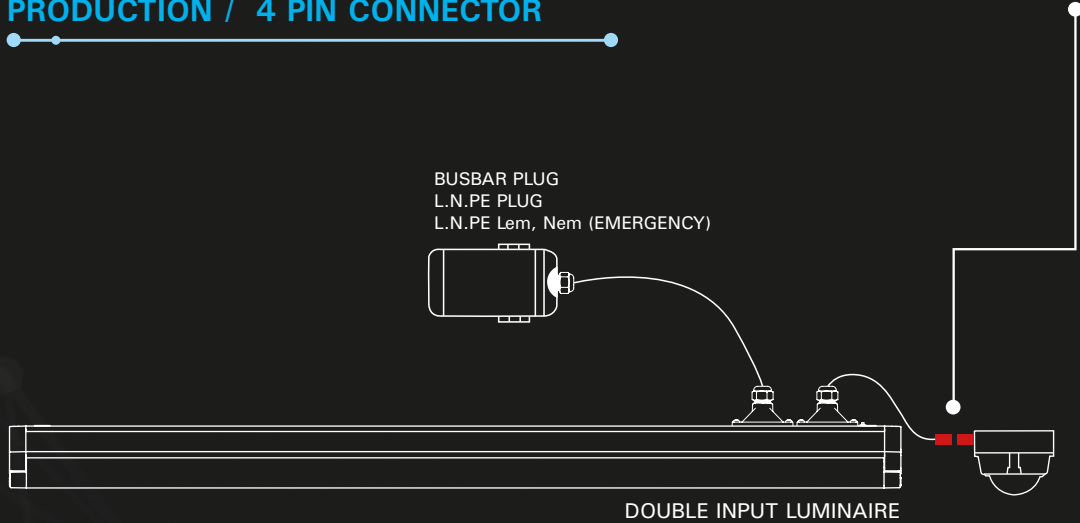 PRODUCTION / 4 PIN CONNECTOR
BUSBAR PLUG
L.N.PE PLUG
L.N.PE Lem, Nem (EMERGENCY)
DOUBLE INPUT LUMINAIRE